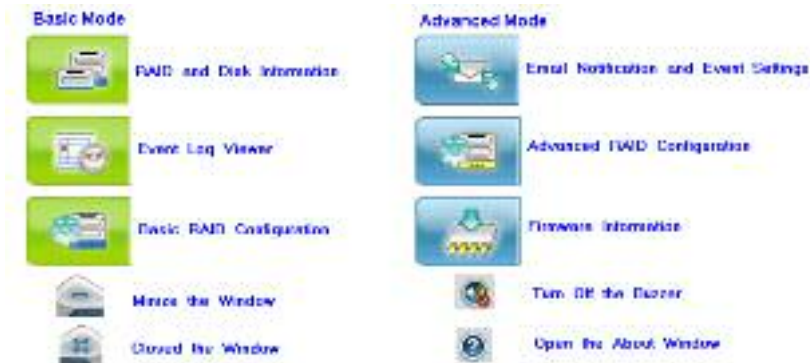 Basic Mode
RAID and Disk Information
Event Log Viewer
Basic RAID Configuration
the Window
Closed the Window
Advanced Mode
Email Notification and Event Settings
Advanced RAID Configuration
Firmware Information
Turn Off the Buzzer
Open the About Window